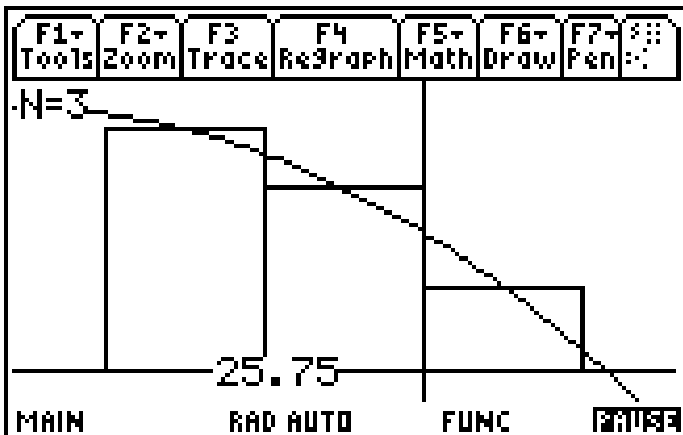 F1▾ F2▾ F3 F4 F5▾ F6▾ F7▾
Tools Zoom Trace ReGraph Math Draw Pen
N=3
25.75
MAIN RAD AUTO FUNC PAUSE